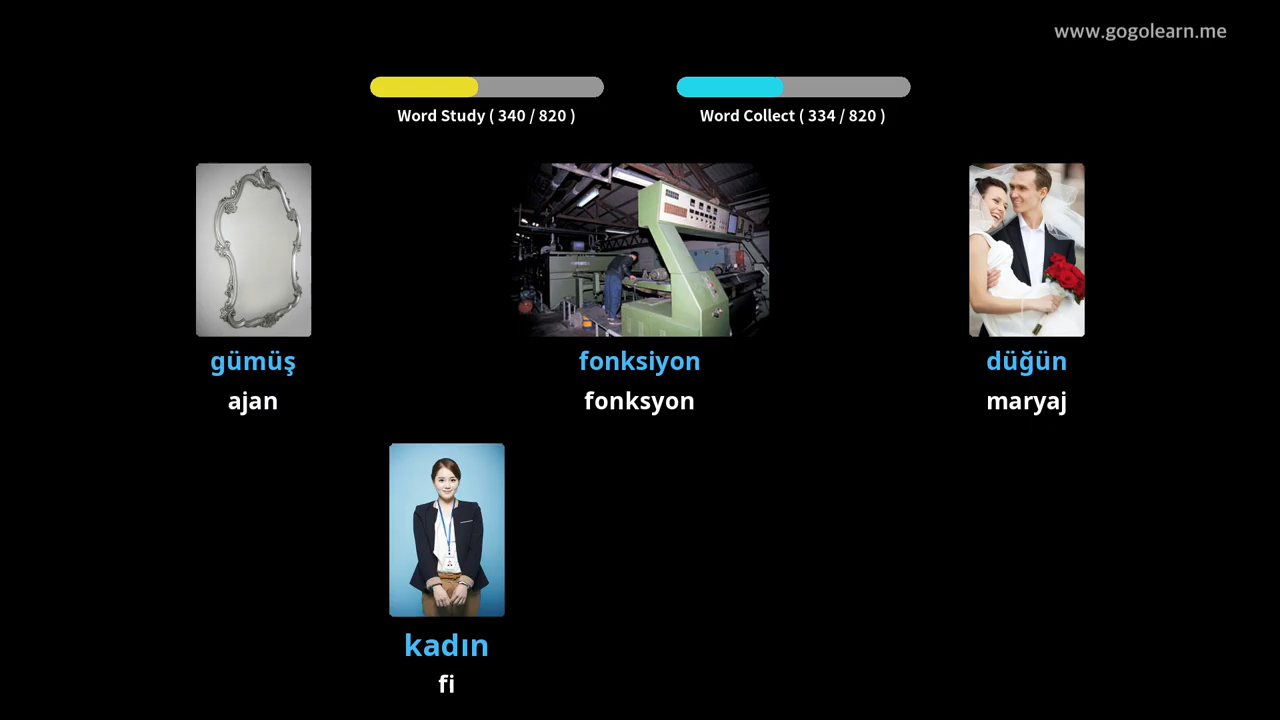 www.gogolearn.me
Word Study ( 340 / 820 )
Word Collect ( 334 / 820 )
gümüş
ajan
fonksiyon
fonksyon
düğün
maryaj
kadın
fi